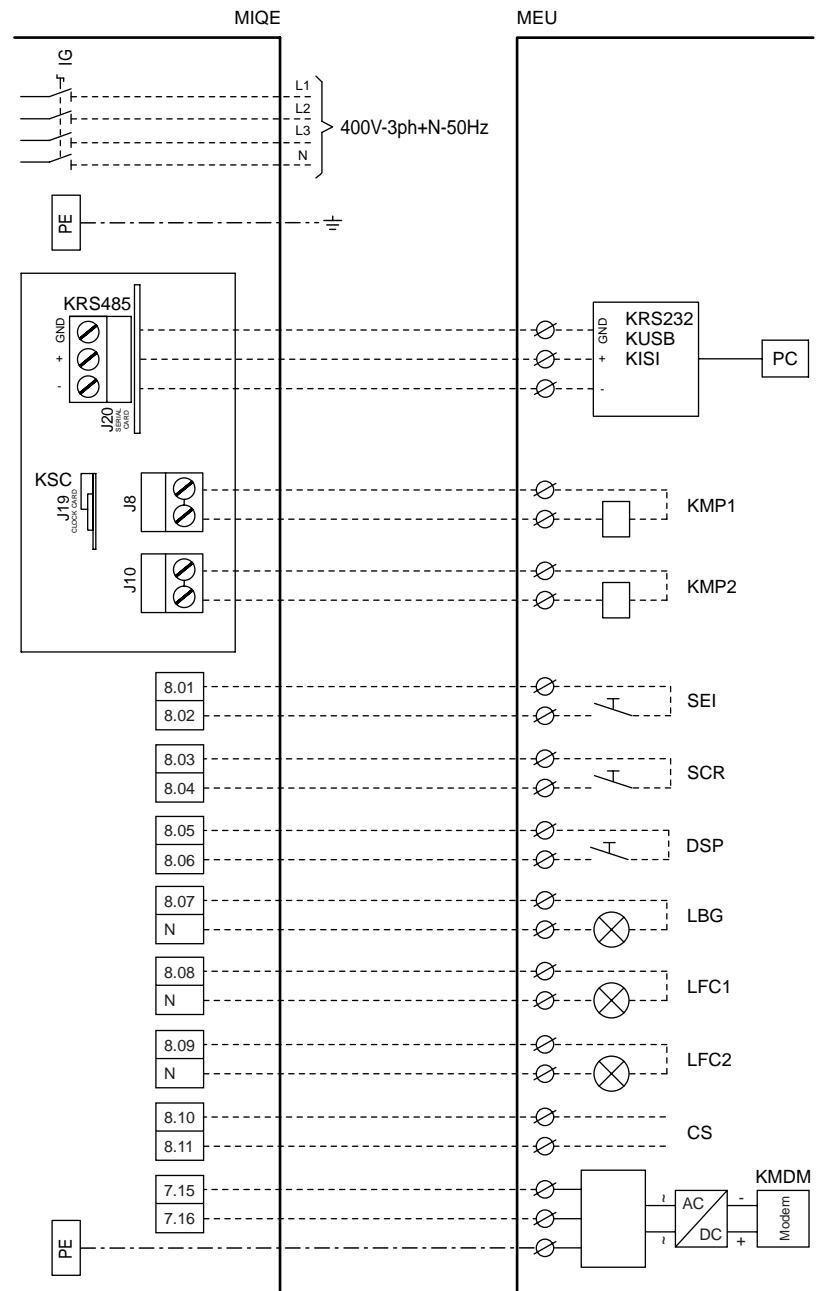 MIQE
MEU
IG
L1
L2
L3
N
400V-3ph+N-50Hz
PE
KRS485
GND
+
-
J20
SERIAL
CARD
GND
+
-
KRS232
KUSB
KISI
PC
KSC
J19
CLOCK CARD
J8
KMP1
J10
KMP2
8.01
8.02
SEI
8.03
8.04
SCR
8.05
8.06
DSP
8.07
N
LBG
8.08
N
LFC1
8.09
N
LFC2
8.10
8.11
CS
7.15
7.16
PE
~
~
AC
DC
-
+
KMDM
Modem